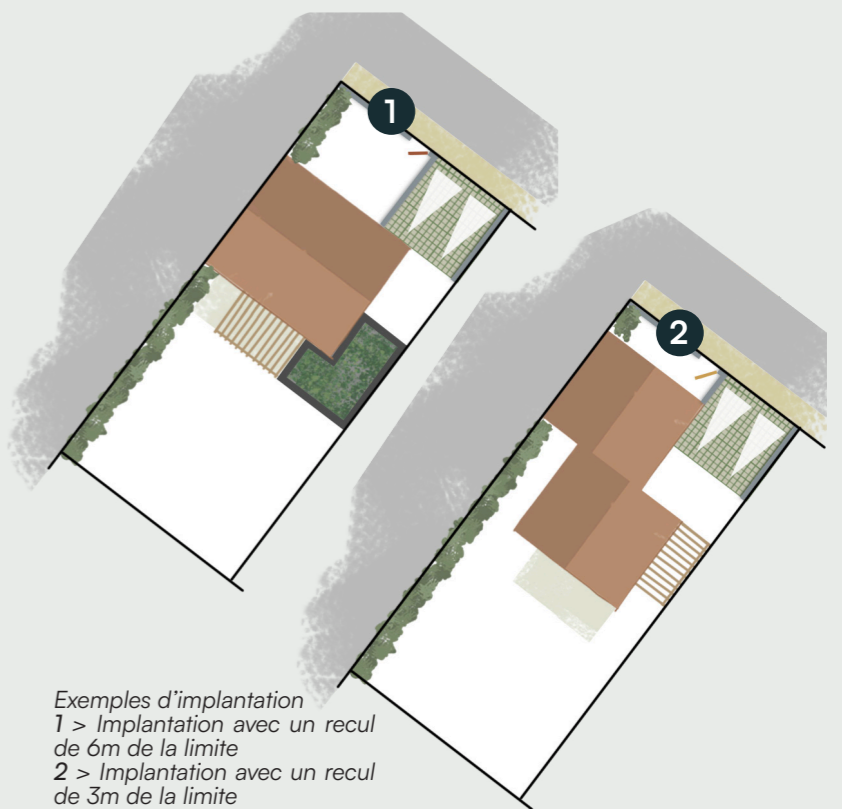 1
2
Exemples d’implantation
1 > Implantation avec un recul
de 6m de la limite
2 > Implantation avec un recul
de 3m de la limite